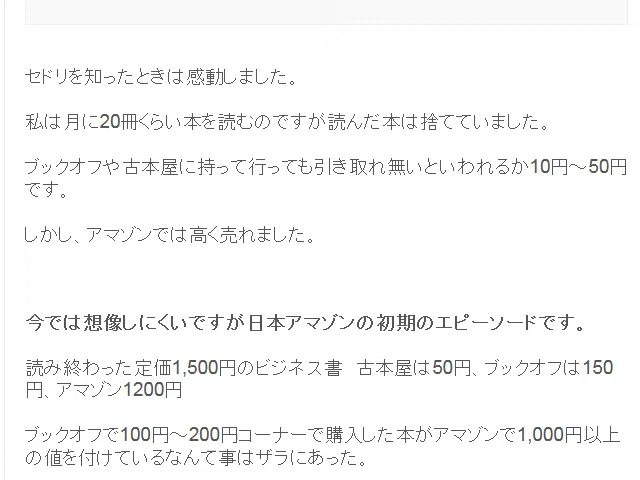 セドリを知ったときは感動しました。
私は月に20冊くらい本を読むのですが読んだ本は捨てていました。
ブックオフや古本屋に持って行っても引き取れ無いといわれるか10円～50円
です。
しかし、アマゾンでは高く売れました。
今では想像しにくいですが日本アマゾンの初期のエピーソードです。
読み終わった定価1,500円のビジネス書　古本屋は50円、ブックオフは150
円、アマゾン1200円
ブックオフで100円～200円コーナーで購入した本がアマゾンで1,000円以上
の値を付けているなんて事はザラにあった。